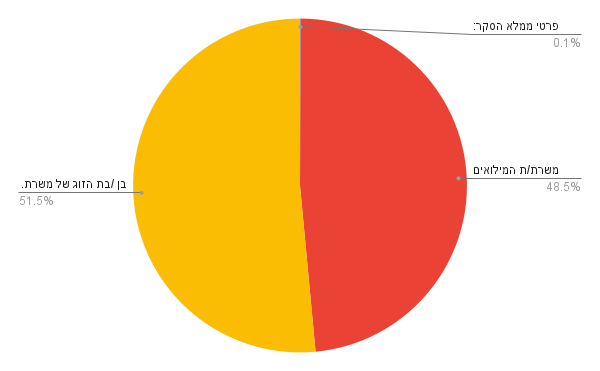 פרטי ממלא הסקר:
0.1%
משרת/ת המילואים
48.5%
בן /בת הזוג של משרת.
51.5%